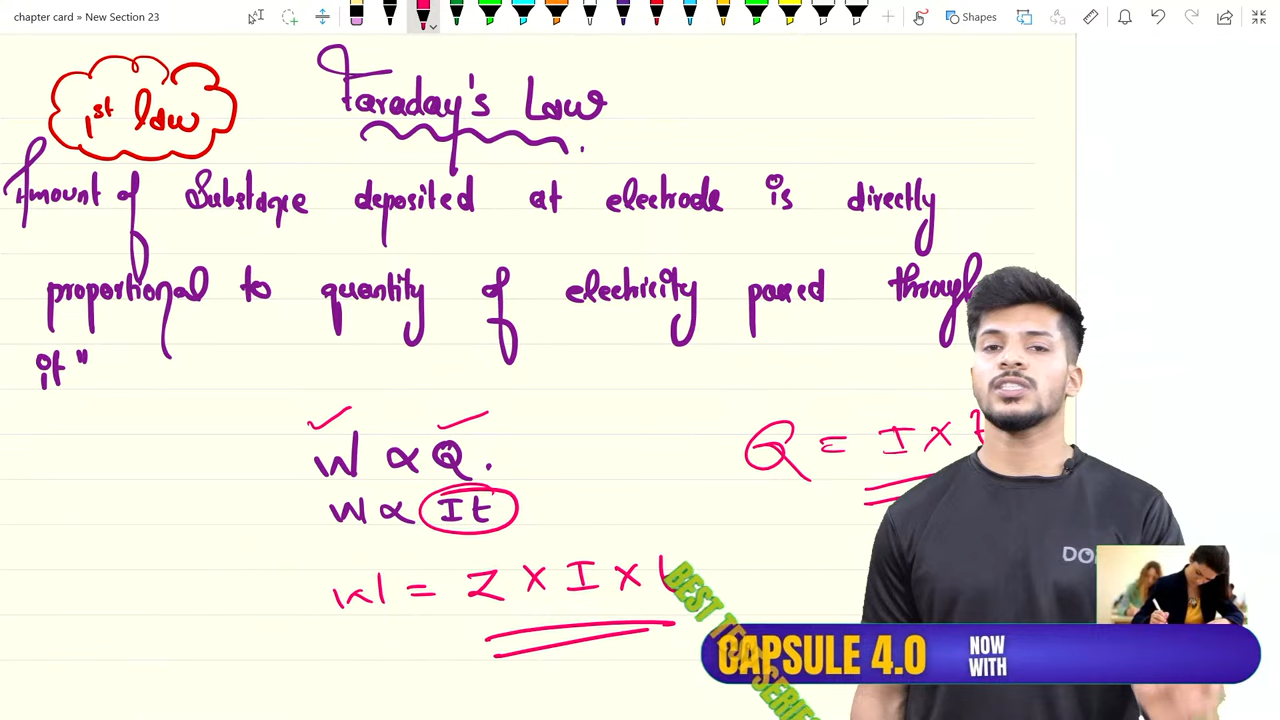 chapter card » New Section 23
Shapes
1st law
Faraday's Law
Amount of Substance deposited at electrode is directly
proportional to quantity of electricity passed through
it"
W ∝ Q.
W ∝ It
Q = I ×
W = Z × I × t
DO
BEST TEST SERIES
CAPSULE 4.0
NOW
WITH